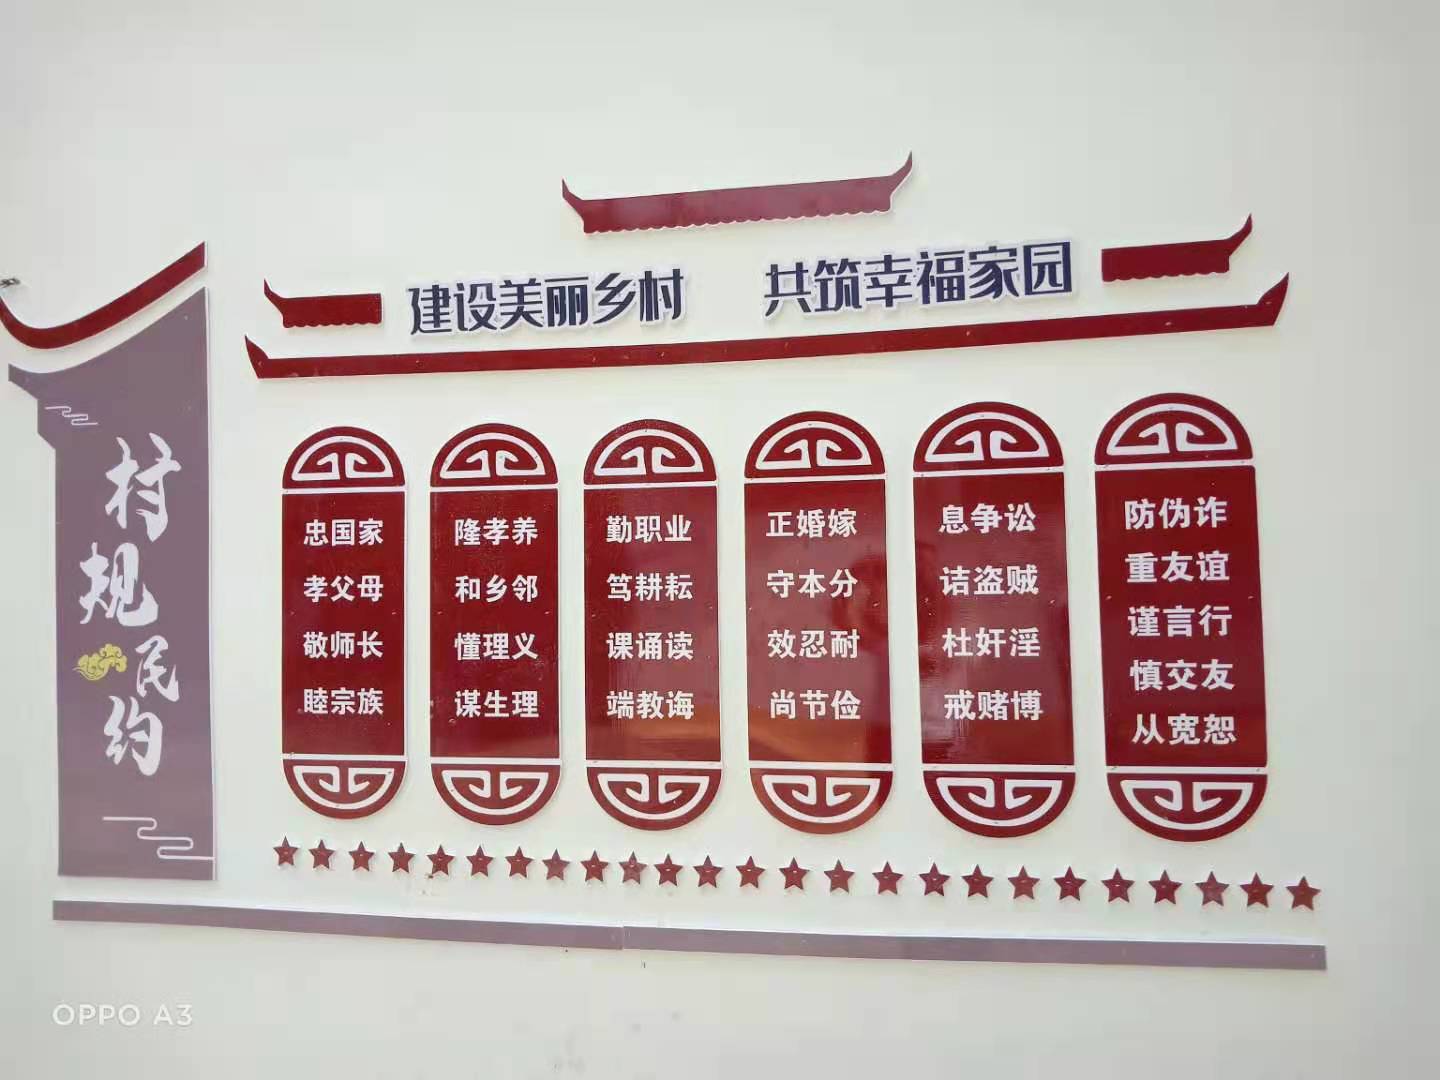 建设美丽乡村 共筑幸福家园
村规民约
忠国家
孝父母
敬师长
睦宗族
隆孝养
和乡邻
懂理义
谋生理
勤职业
笃耕耘
课诵读
端教诲
正婚嫁
守本分
效忍耐
尚节俭
息争讼
诘盗贼
杜奸淫
戒赌博
防伪诈
重友谊
谨言行
慎交友
从宽恕
OPPO A3